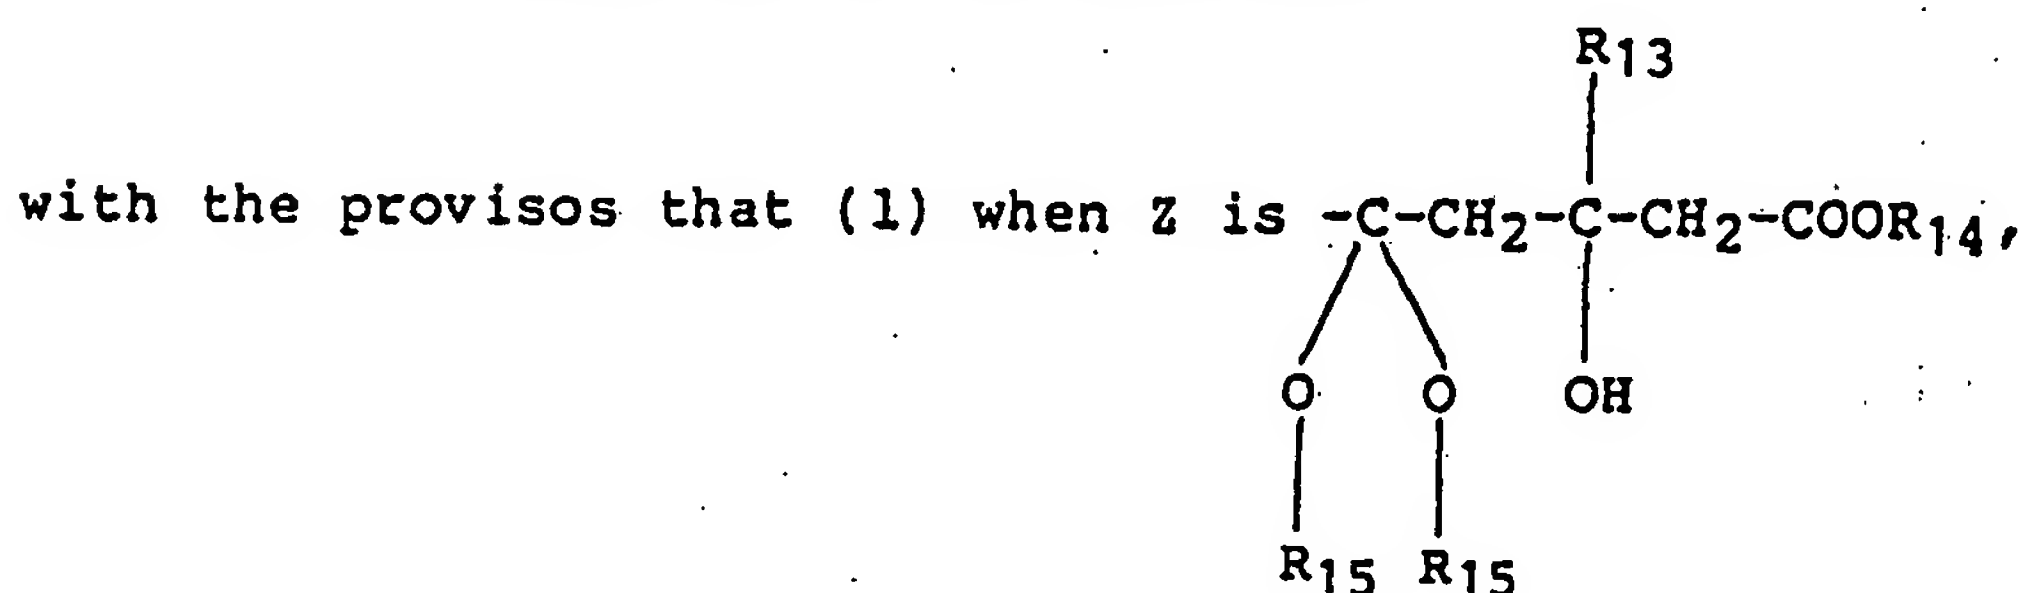 R13
with the provisos that (1) when Z is -C-CH2-C-CH2-COOR14,
O O OH
R15 R15